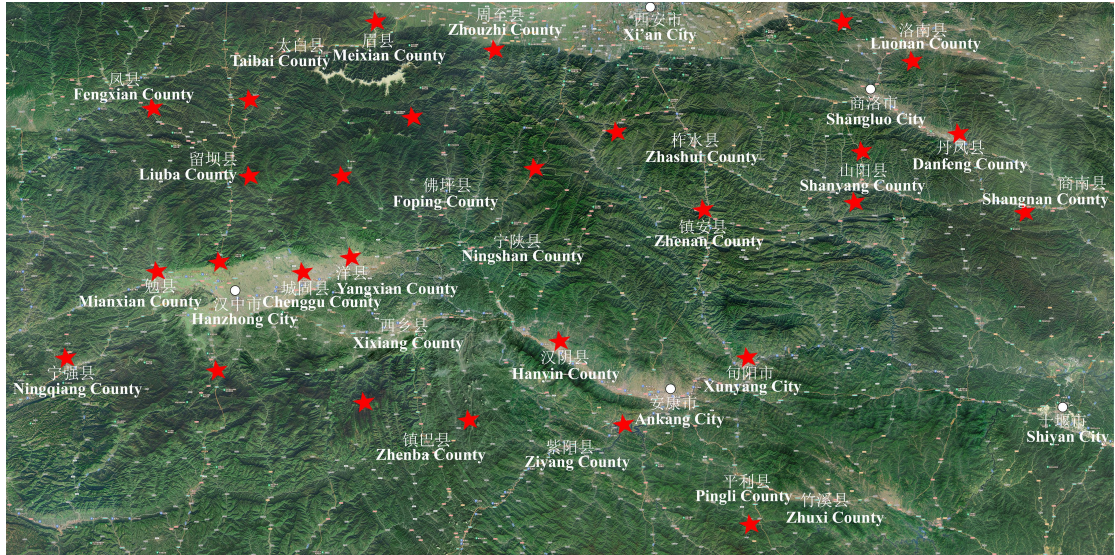 周至县
Zhouzhi County
西安市
Xi'an City
眉县
Meixian County
太白县
Taibai County
洛南县
Luonan County
凤县
Fengxian County
商洛市
Shangluo City
柞水县
Zhashui County
丹凤县
Danfeng County
留坝县
Liuba County
山阳县
Shanyang County
商南县
Shangnan County
佛坪县
Foping County
镇安县
Zhenan County
宁陕县
Ningshan County
勉县
Mianxian County
洋县
Yangxian County
城固县
Chenggu County
汉中市
Hanzhong City
西乡县
Xixiang County
汉阴县
Hanyin County
旬阳市
Xunyang City
宁强县
Ningqiang County
安康市
Ankang City
十堰市
Shiyan City
镇巴县
Zhenba County
紫阳县
Ziyang County
平利县
Pingli County
竹溪县
Zhuxi County